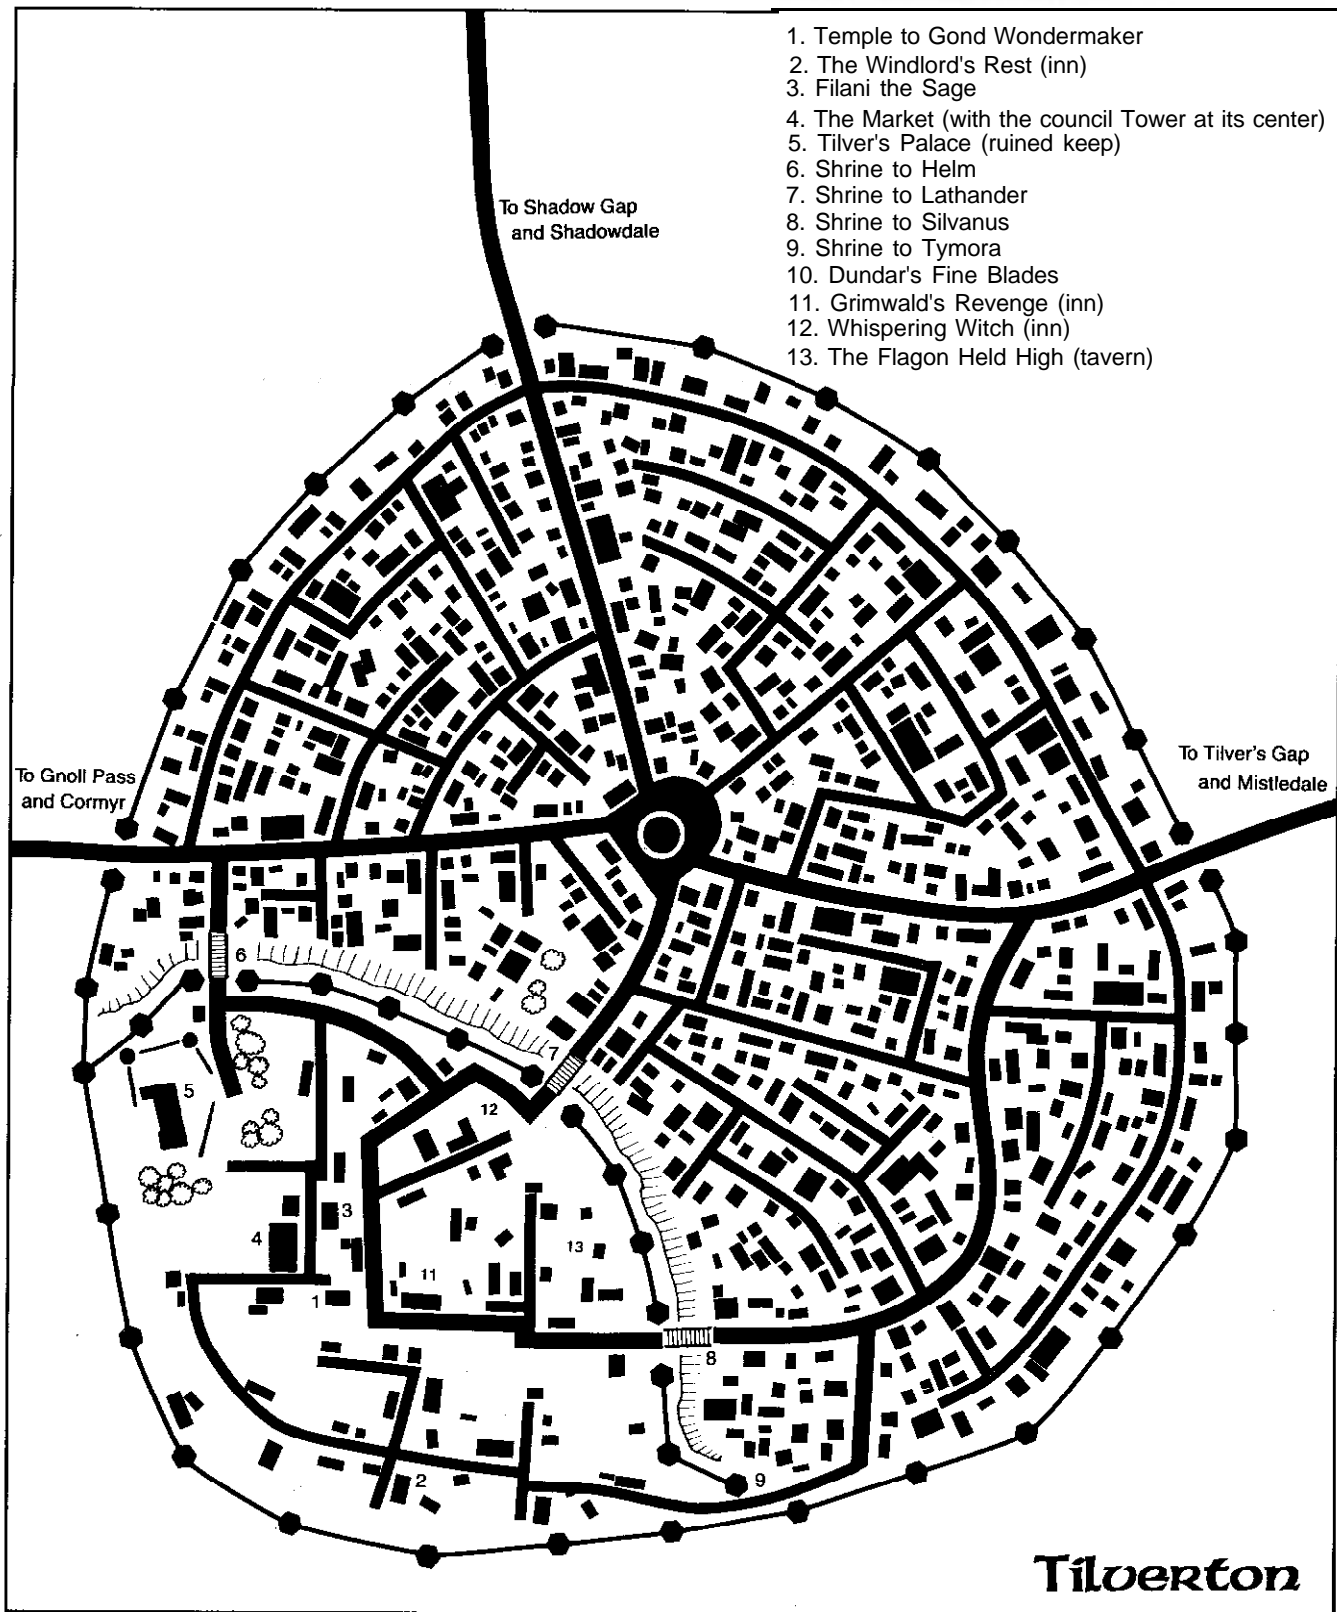 1. Temple to Gond Wondermaker
2. The Windlord's Rest (inn)
3. Filani the Sage
4. The Market (with the council Tower at its center)
5. Tilver's Palace (ruined keep)
6. Shrine to Helm
7. Shrine to Lathander
8. Shrine to Silvanus
9. Shrine to Tymora
10. Dundar's Fine Blades
11. Grimwald's Revenge (inn)
12. Whispering Witch (inn)
13. The Flagon Held High (tavern)
To Shadow Gap
and Shadowdale
To Gnoll Pass
and Cormyr
To Tilver's Gap
and Mistledale
6
7
5
12
3
4
13
11
1
8
2
9
Tilverton